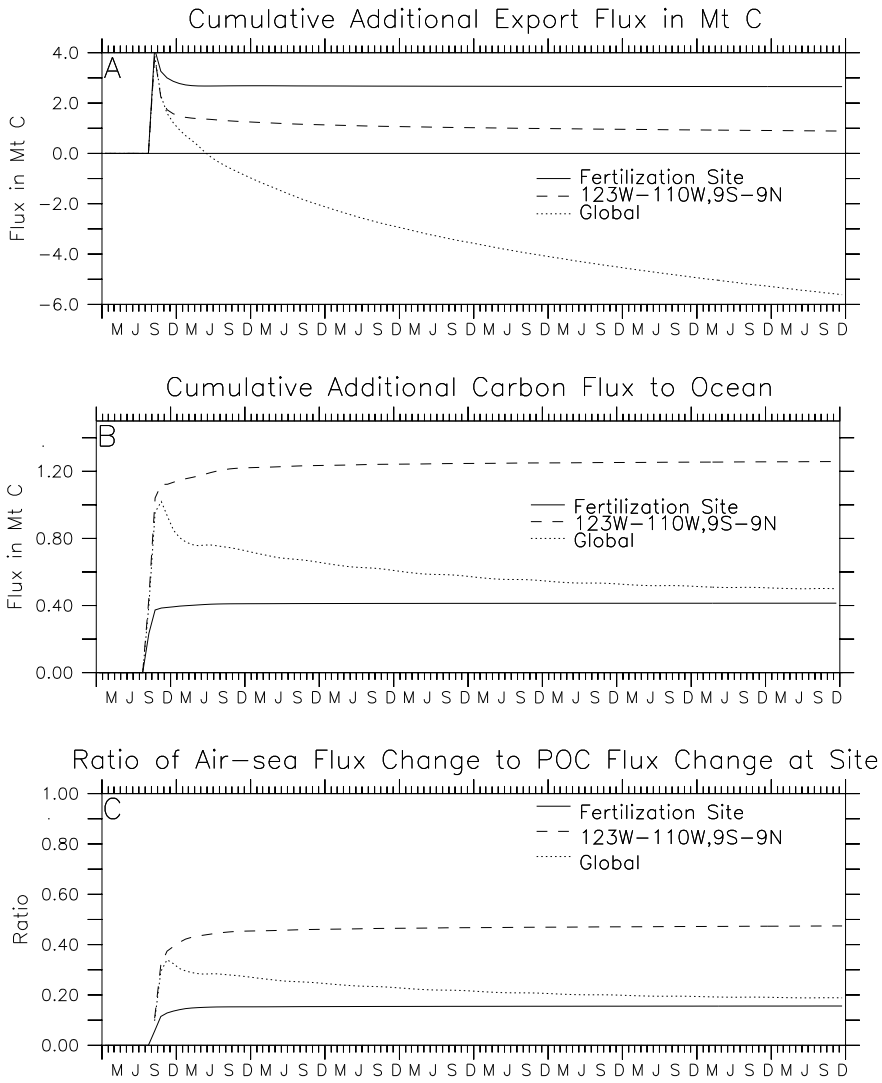 Cumulative Additional Export Flux in Mt C
A
4.0
2.0
0.0
-2.0
-4.0
-6.0
Flux in Mt C
Fertilization Site
123W-110W,9S-9N
Global
M J S D M J S D M J S D M J S D M J S D M J S D M J S D M J S D M J S D M J S D
Cumulative Additional Carbon Flux to Ocean
B
1.20
0.80
0.40
0.00
Flux in Mt C
Fertilization Site
123W-110W,9S-9N
Global
M J S D M J S D M J S D M J S D M J S D M J S D M J S D M J S D M J S D M J S D
Ratio of Air-sea Flux Change to POC Flux Change at Site
C
1.00
0.80
0.60
0.40
0.20
0.00
Ratio
Fertilization Site
123W-110W,9S-9N
Global
M J S D M J S D M J S D M J S D M J S D M J S D M J S D M J S D M J S D M J S D